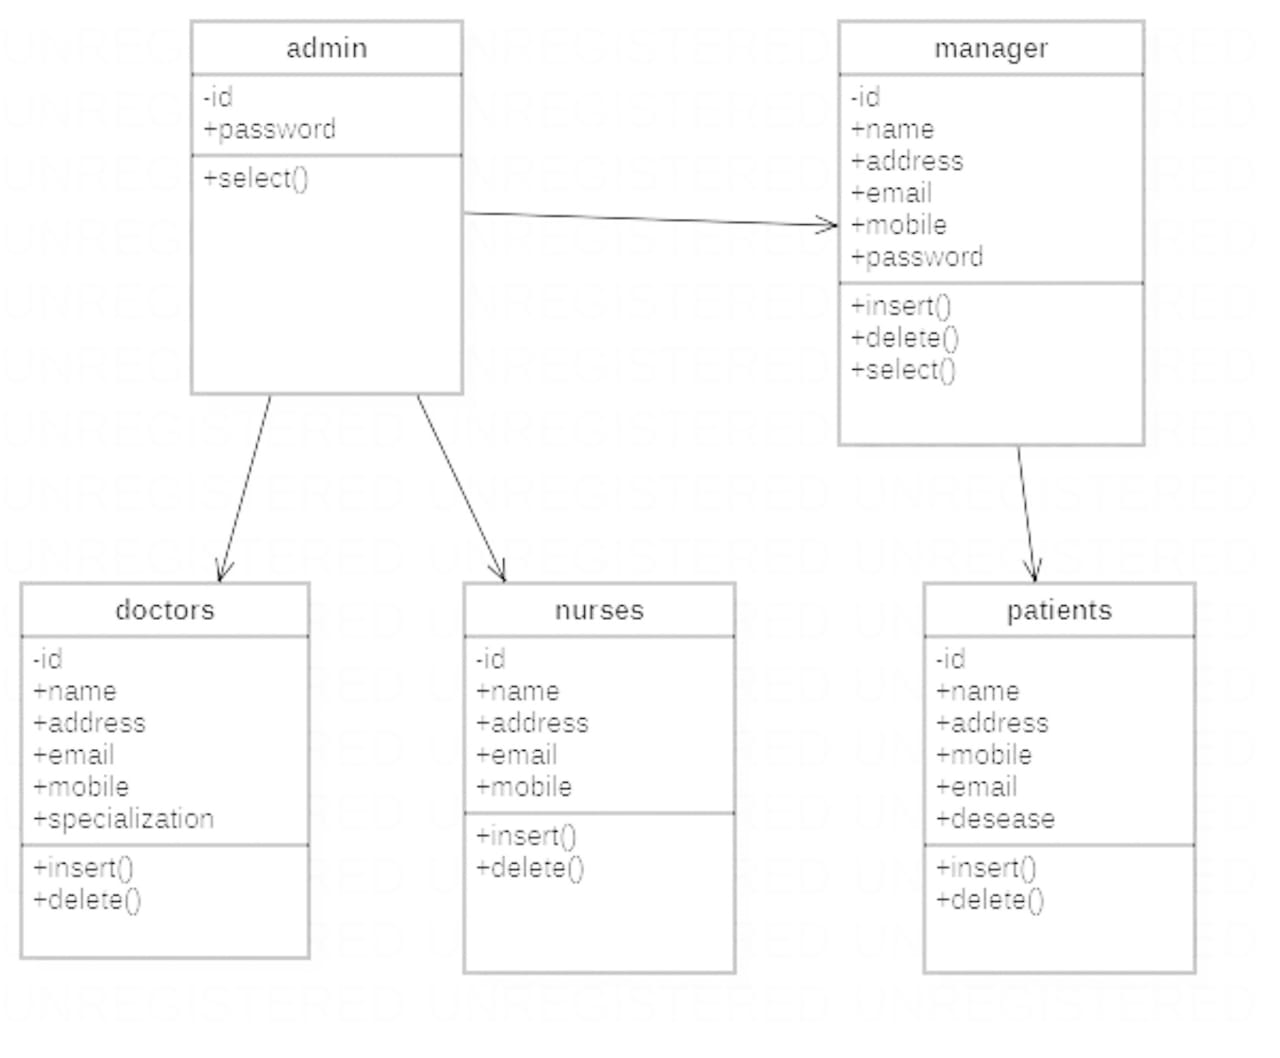 admin
-id
+password
+select()
manager
-id
+name
+address
+email
+mobile
+password
+insert()
+delete()
+select()
doctors
-id
+name
+address
+email
+mobile
+specialization
+insert()
+delete()
nurses
-id
+name
+address
+email
+mobile
+insert()
+delete()
patients
-id
+name
+address
+mobile
+email
+desease
+insert()
+delete()
UNREGISTERED